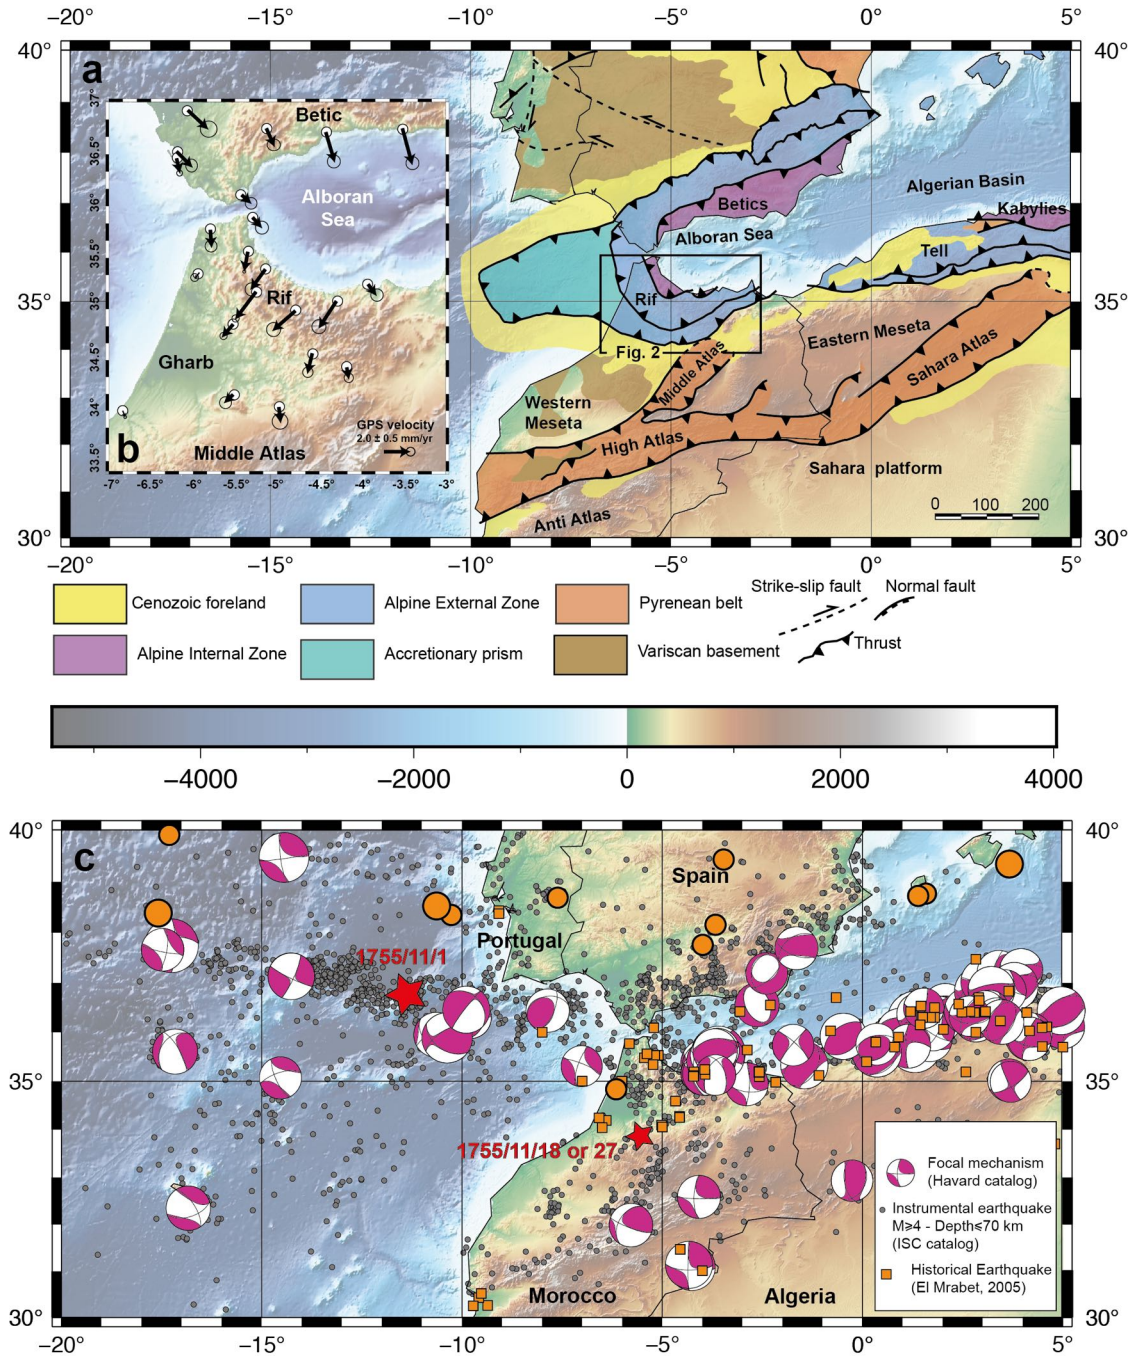 −20° −15° −10° −5° 0° 5°
40° 40°
a
37°
36.5°
36°
35.5°
35°
34.5°
34°
33.5°
Betic
Alboran
Sea
Rif
Gharb
GPS velocity
2.0 ± 0.5 mm/yr
b
Middle Atlas
-7° -6.5° -6° -5.5° -5° -4.5° -4° -3.5° -3°
Algerian Basin
Betics
Kabylies
Alboran Sea
Tell
35° 35°
Rif
Eastern Meseta
Fig. 2
Middle Atlas
Sahara Atlas
Western
Meseta
High Atlas
Sahara platform
0 100 200
Anti Atlas
30° 30°
−20° −15° −10° −5° 0° 5°
Strike-slip fault Normal fault
Cenozoic foreland Alpine External Zone Pyrenean belt
Alpine Internal Zone Accretionary prism Variscan basement Thrust
−4000 −2000 0 2000 4000
40° 40°
c
Spain
Portugal
1755/11/1
35° 35°
1755/11/18 or 27
Focal mechanism
(Havard catalog)
Instrumental earthquake
M≥4 - Depth≤70 km
(ISC catalog)
Historical Earthquake
(El Mrabet, 2005)
Morocco Algeria
30° 30°
−20° −15° −10° −5° 0° 5°